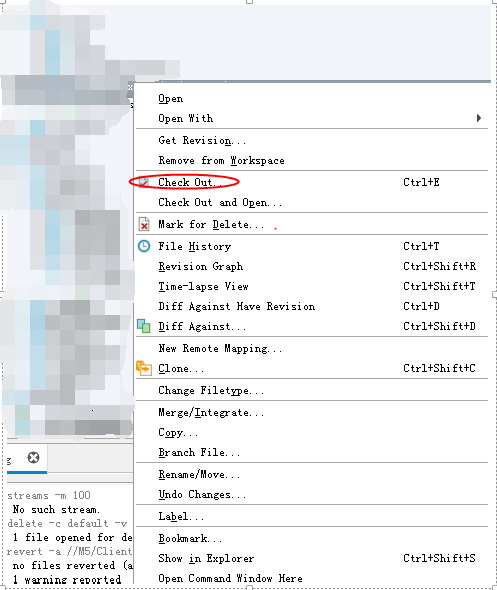 Open
Open With
Get Revision...
Remove from Workspace
Check Out... Ctrl+E
Check Out and Open...
Mark for Delete...
File History Ctrl+T
Revision Graph Ctrl+Shift+R
Time-lapse View Ctrl+Shift+T
Diff Against Have Revision Ctrl+D
Diff Against... Ctrl+Shift+D
New Remote Mapping...
Clone... Ctrl+Shift+C
Change Filetype...
Merge/Integrate...
Copy...
Branch File...
Rename/Move...
Undo Changes...
Label...
Bookmark...
Show in Explorer Ctrl+Shift+S
Open Command Window Here
g
streams -m 100
No such stream.
delete -c default -v
1 file opened for de
revert -a //M5/Client
no files reverted (a
1 warning reported